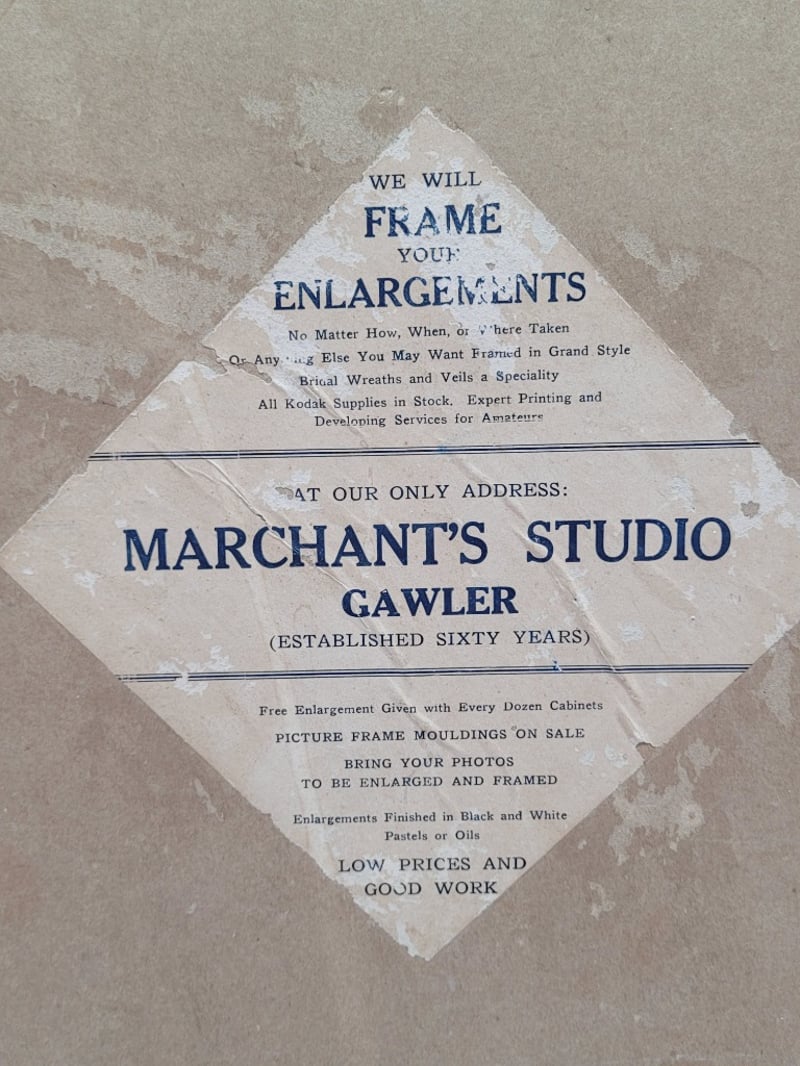 WE WILL
FRAME
YOUR
ENLARGEMENTS
No Matter How, When, or Where Taken
Or Anything Else You May Want Framed in Grand Style
Bridal Wreaths and Veils a Speciality
All Kodak Supplies in Stock. Expert Printing and
Developing Services for Amateurs
AT OUR ONLY ADDRESS:
MARCHANT'S STUDIO
GAWLER
(ESTABLISHED SIXTY YEARS)
Free Enlargement Given with Every Dozen Cabinets
PICTURE FRAME MOULDINGS ON SALE
BRING YOUR PHOTOS
TO BE ENLARGED AND FRAMED
Enlargements Finished in Black and White
Pastels or Oils
LOW PRICES AND
GOOD WORK